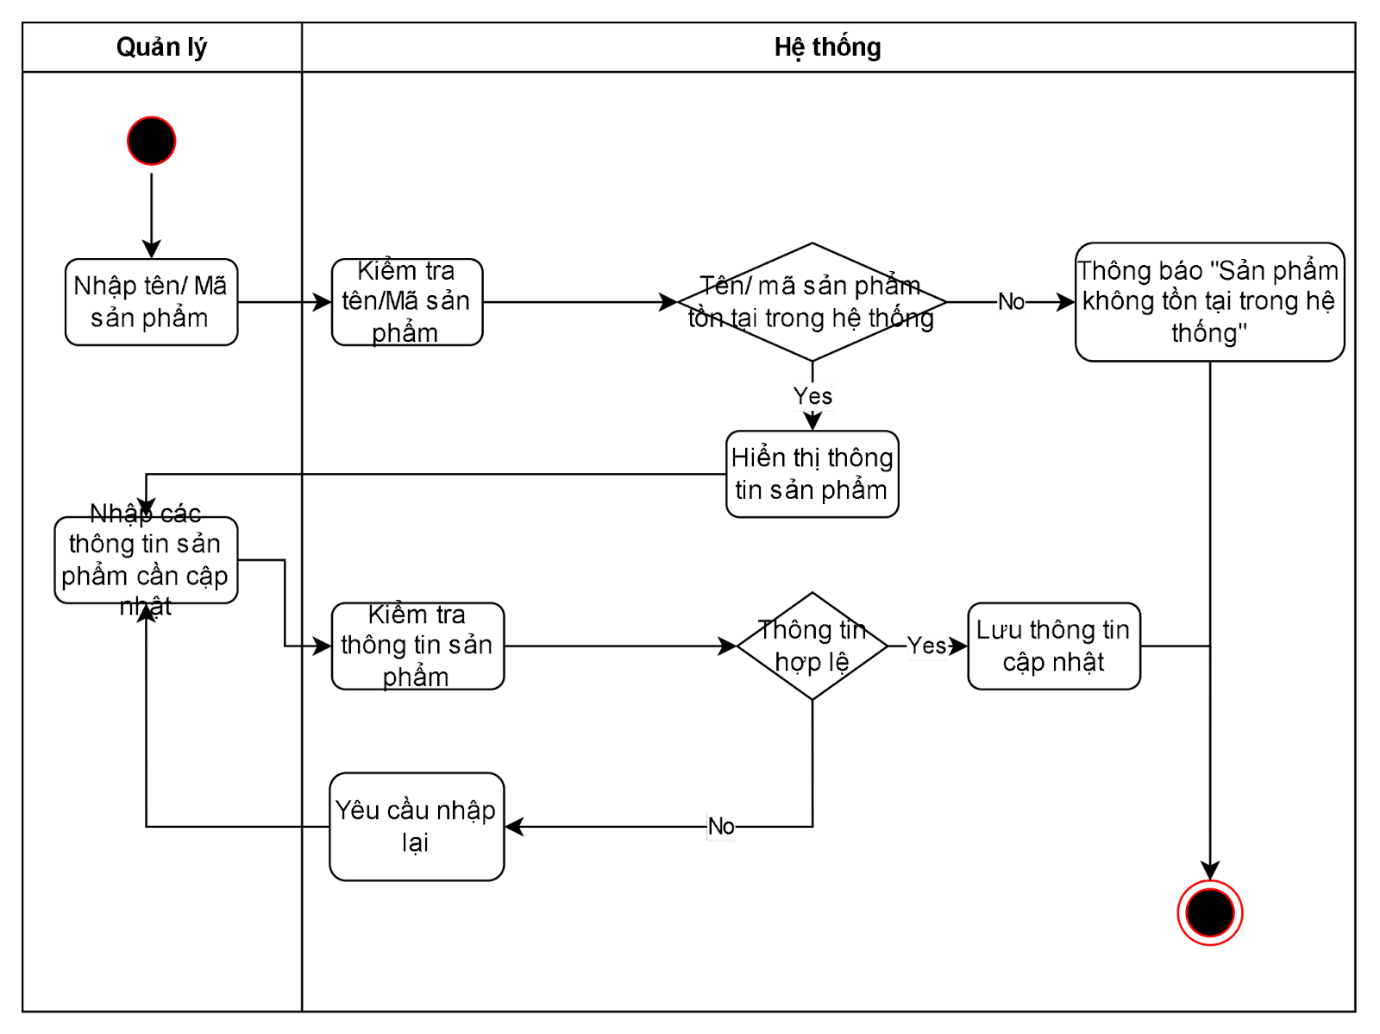 Quản lý
Hệ thống
Nhập tên/ Mã
sản phẩm
Kiểm tra
tên/Mã sản
phẩm
Tên/ mã sản phẩm
tồn tại trong hệ thống
No
Thông báo "Sản phẩm
không tồn tại trong hệ
thống"
Yes
Hiển thị thông
tin sản phẩm
Nhập các
thông tin sản
phẩm cần cập
nhật
Kiểm tra
thông tin sản
phẩm
Thông tin
hợp lệ
Yes
Lưu thông tin
cập nhật
Yêu cầu nhập
lại
No